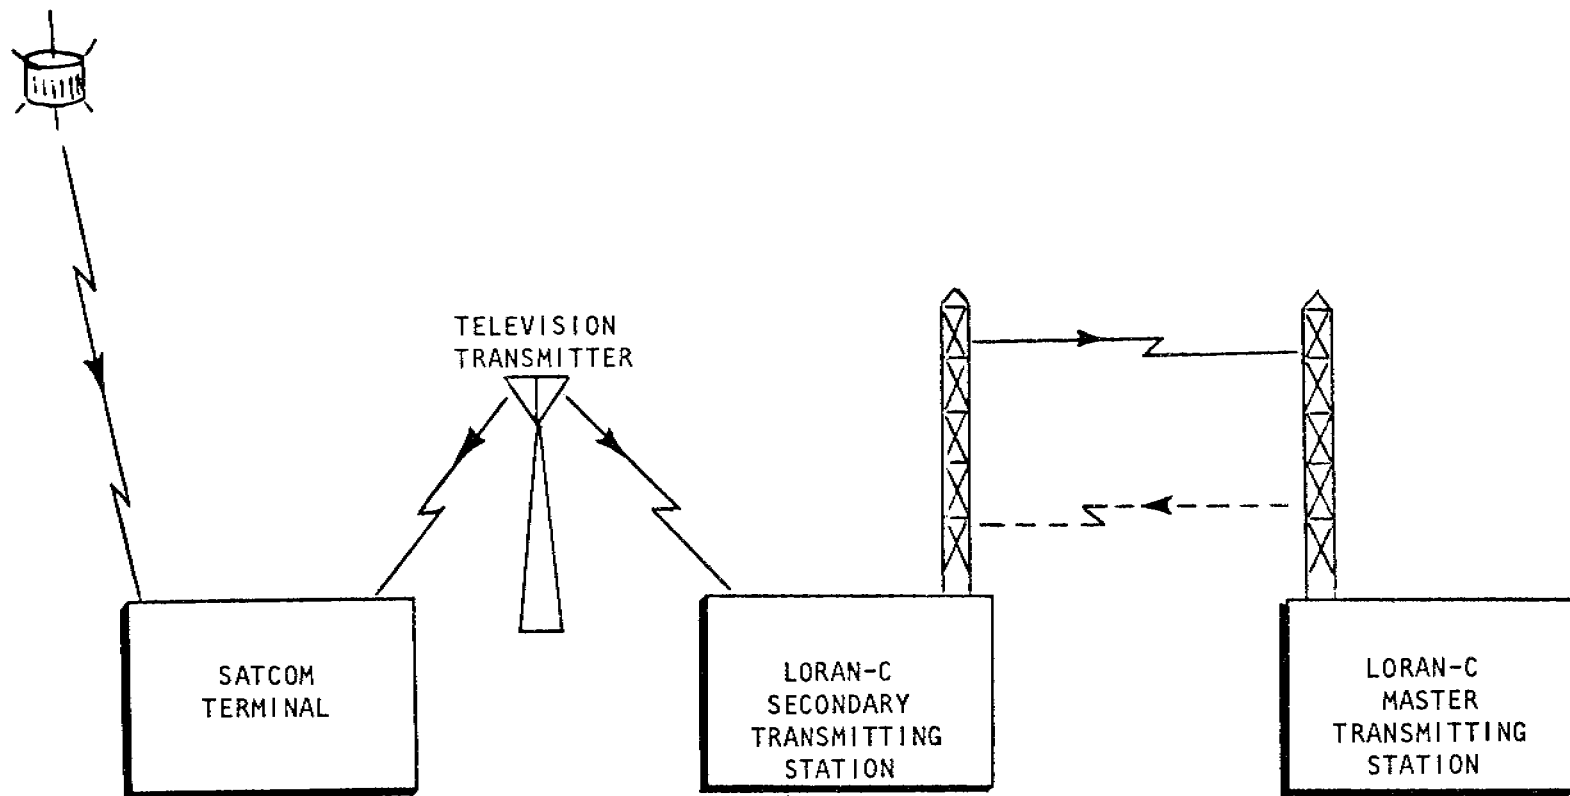 TELEVISION
TRANSMITTER
SATCOM
TERMINAL
LORAN-C
SECONDARY
TRANSMITTING
STATION
LORAN-C
MASTER
TRANSMITTING
STATION